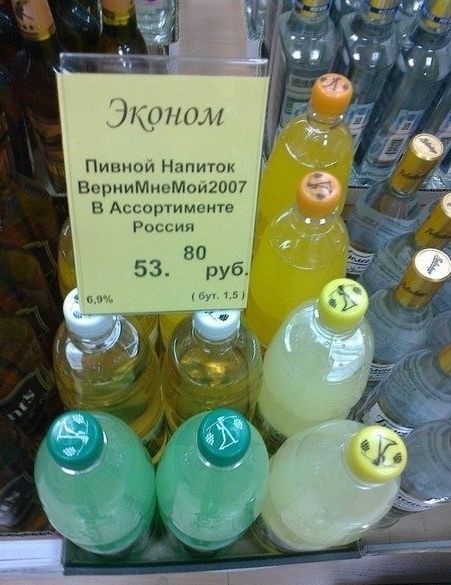 Эконом
Пивной Напиток
ВерниМнеМой2007
В Ассортименте
Россия
53. 80 руб.
6,9% ( бут. 1,5 )